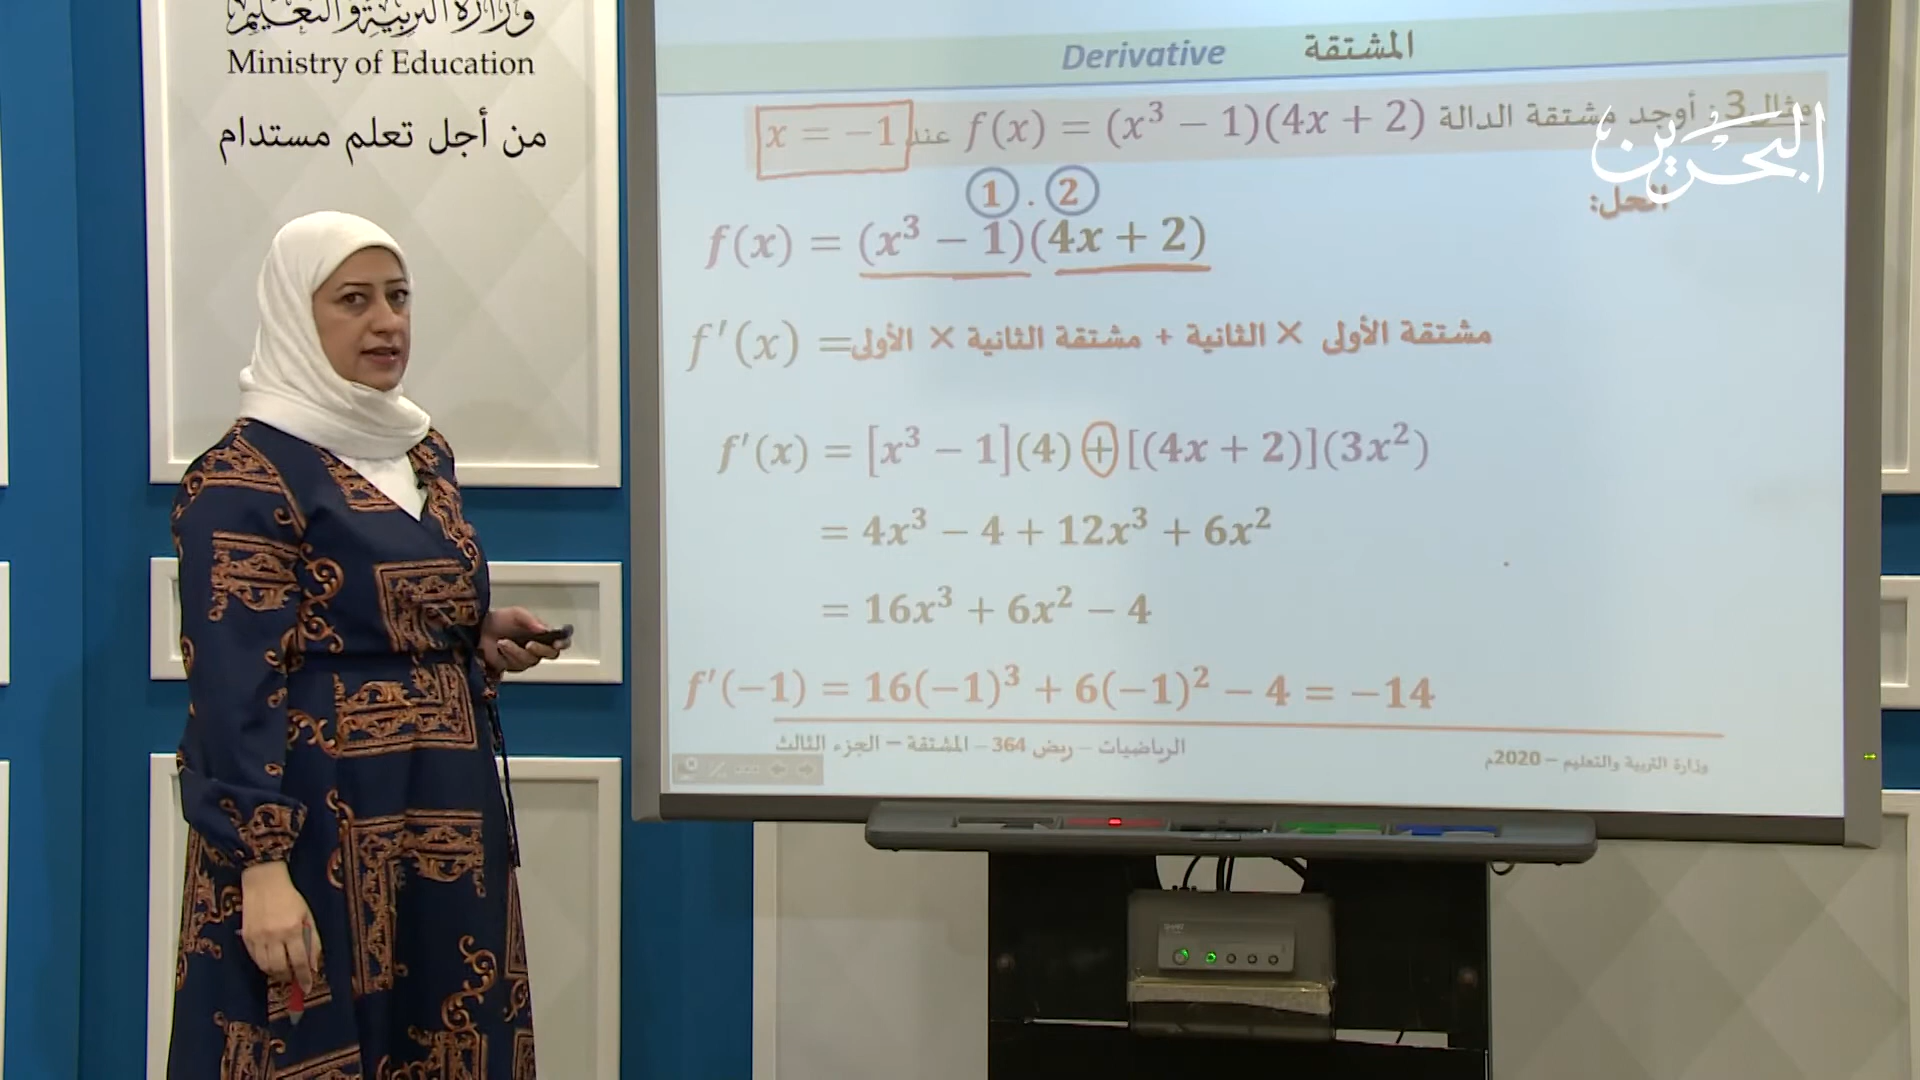 وزارة التربية والتعليم
Ministry of Education
من أجل تعلم مستدام
المشتقة Derivative
مثال 3: أوجد مشتقة الدالة f(x) = (x³ − 1)(4x + 2) عند x = −1
البحرين
الحل:
1 . 2
f(x) = (x³ − 1)(4x + 2)
f′(x) = الأولى × مشتقة الثانية + الثانية × مشتقة الأولى
f′(x) = [x³ − 1](4) + [(4x + 2)](3x²)
= 4x³ − 4 + 12x³ + 6x²
= 16x³ + 6x² − 4
f′(−1) = 16(−1)³ + 6(−1)² − 4 = −14
وزارة التربية والتعليم – 2020م
الرياضيات – ريض 364 – المشتقة – الجزء الثالث